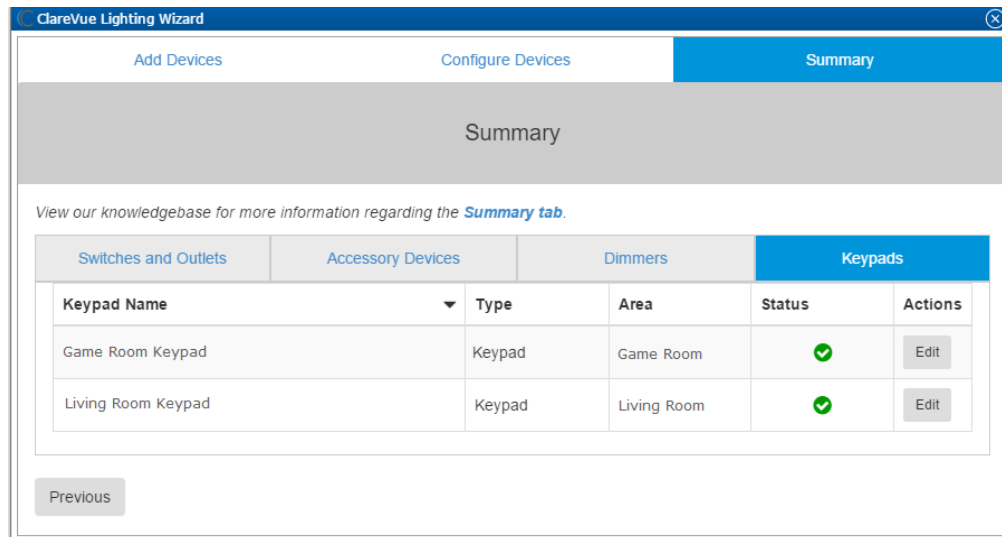 ClareVue Lighting Wizard
Add Devices Configure Devices Summary
Summary
View our knowledgebase for more information regarding the Summary tab.
Switches and Outlets Accessory Devices Dimmers Keypads
Keypad Name Type Area Status Actions
Game Room Keypad Keypad Game Room Edit
Living Room Keypad Keypad Living Room Edit
Previous